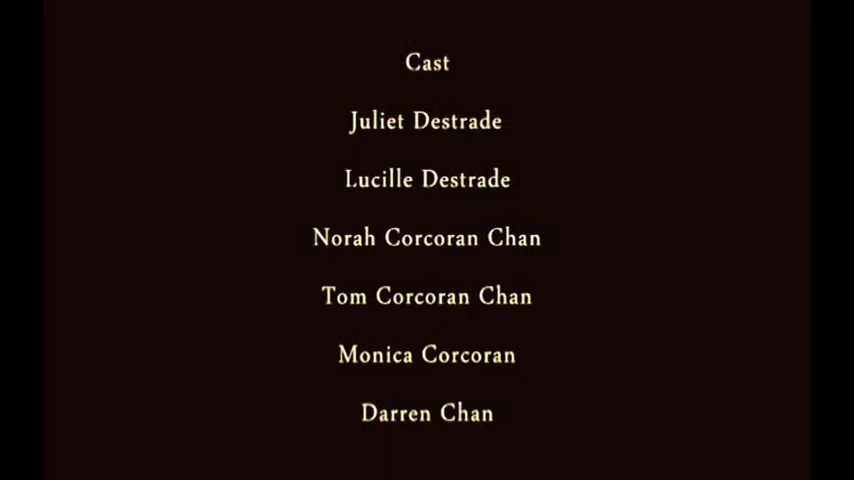 Cast
Juliet Destrade
Lucille Destrade
Norah Corcoran Chan
Tom Corcoran Chan
Monica Corcoran
Darren Chan